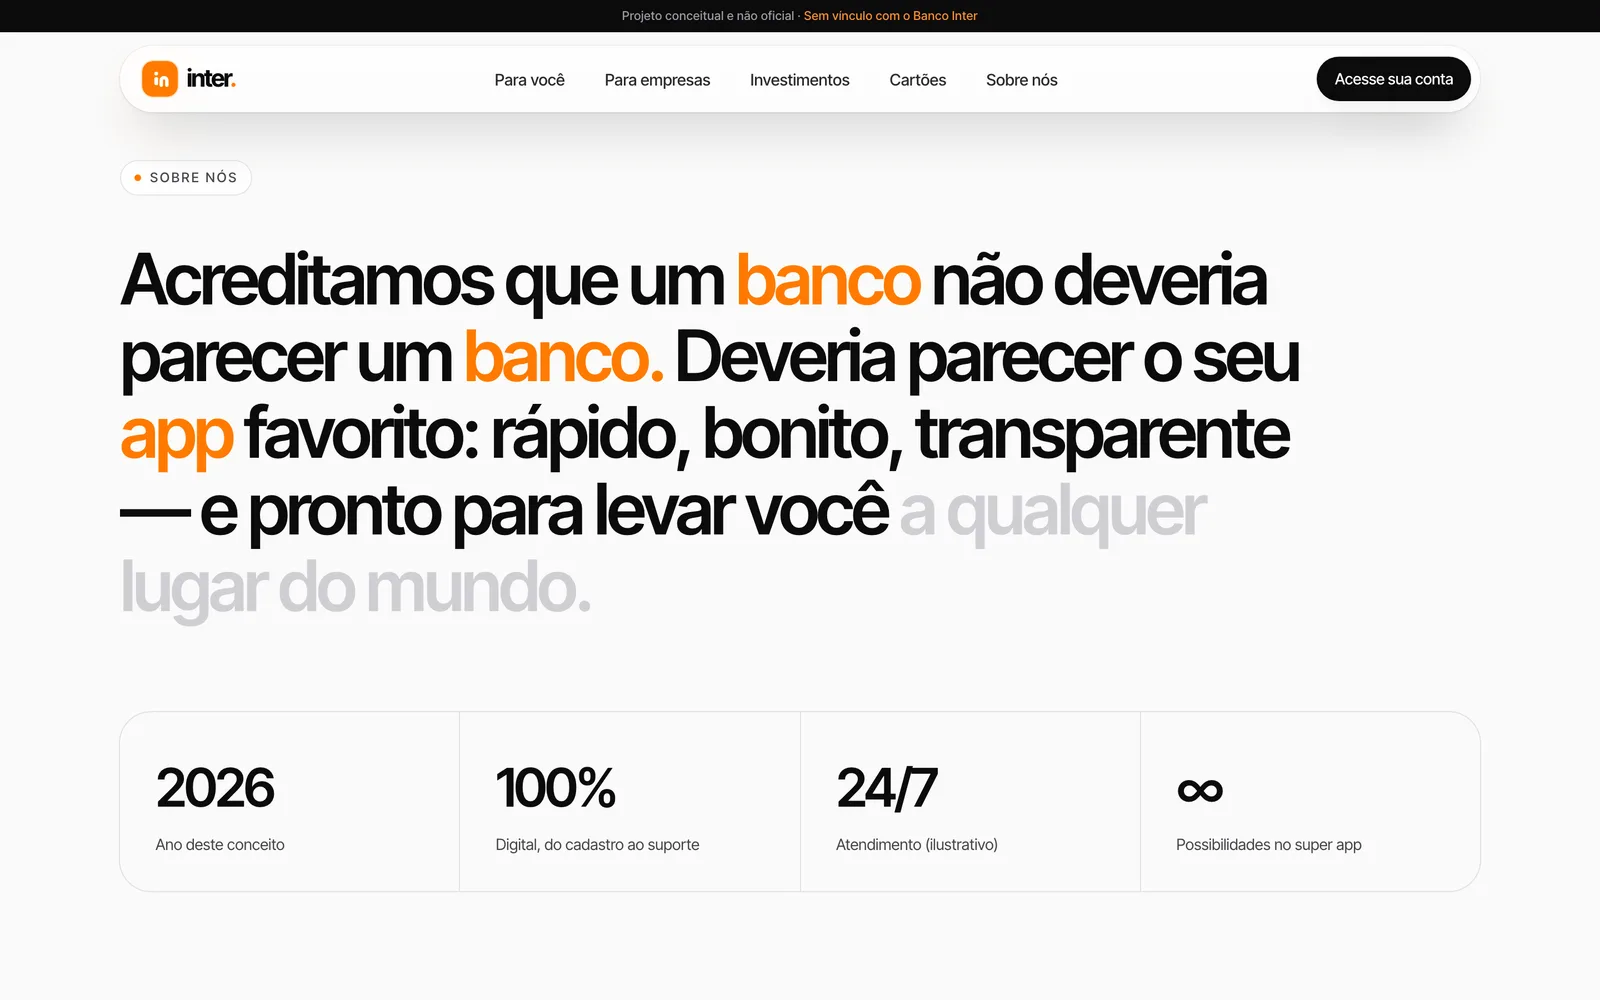 Projeto conceitual e não oficial · Sem vínculo com o Banco Inter
in inter.
Para você
Para empresas
Investimentos
Cartões
Sobre nós
Acesse sua conta
SOBRE NÓS
Acreditamos que um banco não deveria
parecer um banco. Deveria parecer o seu
app favorito: rápido, bonito, transparente
— e pronto para levar você a qualquer
lugar do mundo.
2026
Ano deste conceito
100%
Digital, do cadastro ao suporte
24/7
Atendimento (ilustrativo)
∞
Possibilidades no super app